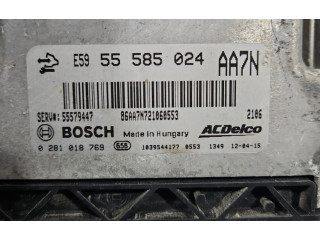 E59 55 585 024 AA7N
SERV#:55579447 86AA7N721060553 2106
BOSCH Made in Hungary ACDelco
0 281 018 769 658 1039S44177 0553 1349 12-04-15